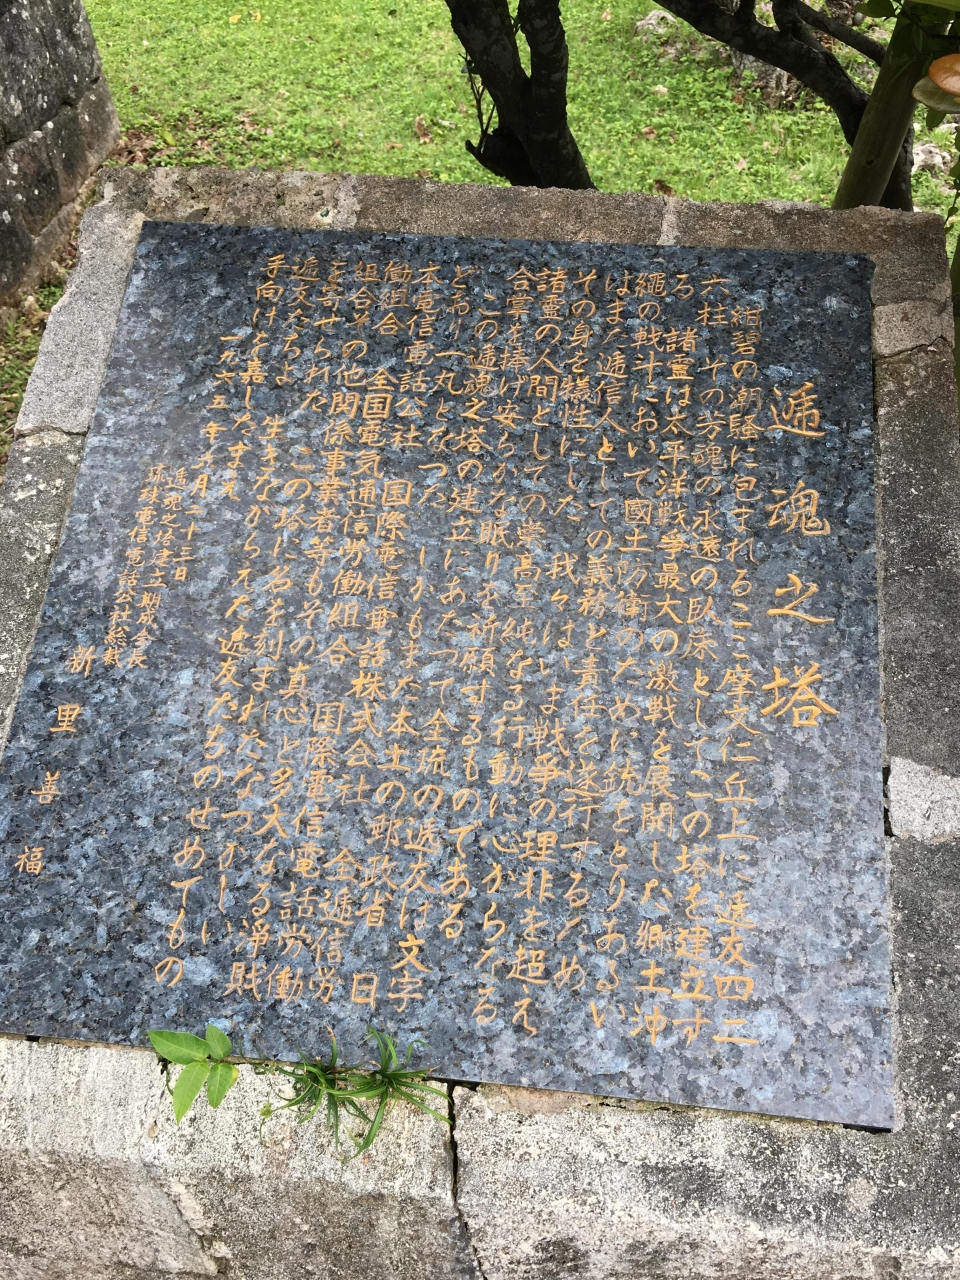 遞魂之塔
紺碧の潮騒に包まれるここ摩文仁丘上に逓友四二
六柱 その芳魂の永遠の臥床としてこの塔を建立す
る 諸霊は太平洋戦爭最大の激戦を展開した郷土沖
繩の戦斗において國土防衛のために銃をとりあるい
はまた遞信人としての義務と責任を遂行するため
その身を犠性にした 我々はいま戦爭の理非を超え
諸霊の人間としての崇高至純なる行動に心からなる
合掌を捧げ安らかな眠りを祈願するものである
この遞魂之塔の建立にあたつて全琉の遞友は文字
どおり一丸となつた しかもまた本土の郵政省 日
本電信電話公社 国際電信電話株式会社 全逓信労
働組合 全国電気通信労働組合 国際電信電話労働
組合その他関係事業者等もその真心と多大なる淨財
を寄せられた この塔に名を刻まれたなつかしい
遞友たちよ 生きながらえた逓友たちのせめてもの
手向けを嘉したまえ
一九六五年六月二十三日
遞魂之塔建立期成会長
琉球電信電話公社総裁
新里善福